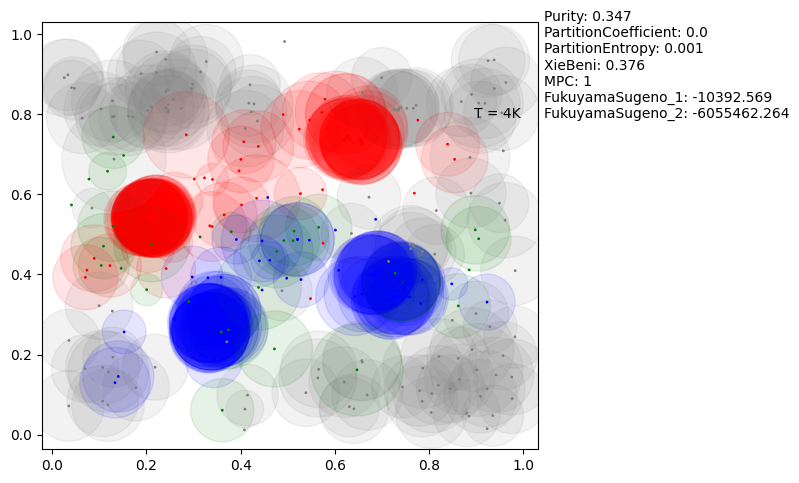 Purity: 0.347
PartitionCoefficient: 0.0
PartitionEntropy: 0.001
XieBeni: 0.376
MPC: 1
FukuyamaSugeno_1: -10392.569
FukuyamaSugeno_2: -6055462.264
T = 4K
1.0
0.8
0.6
0.4
0.2
0.0
0.0 0.2 0.4 0.6 0.8 1.0